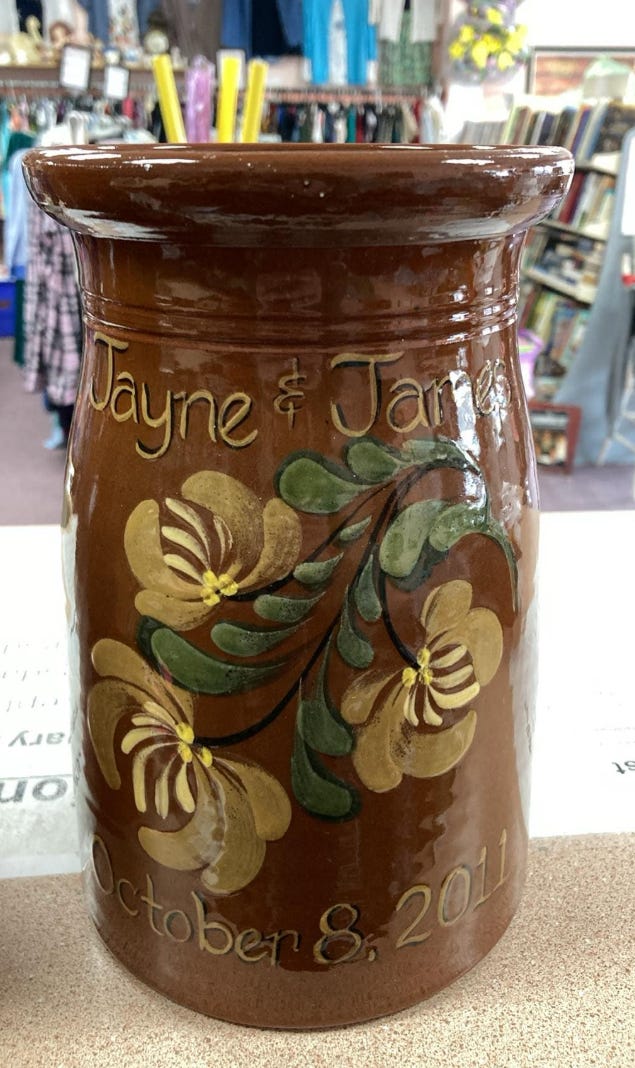 Jayne & James
October 8, 2011